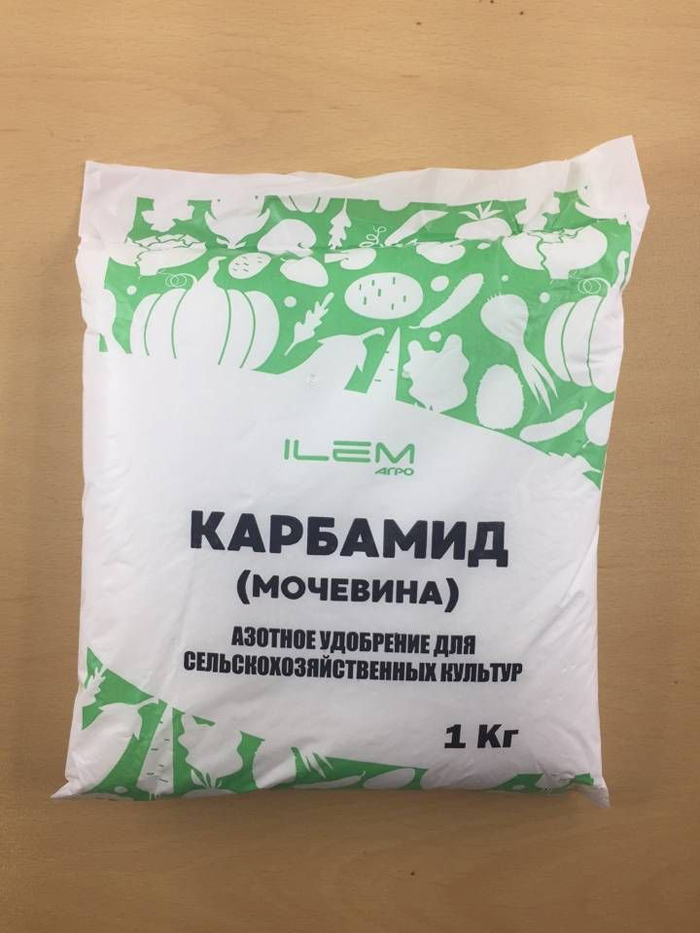 ILEM
АГРО
КАРБАМИД
(МОЧЕВИНА)
АЗОТНОЕ УДОБРЕНИЕ ДЛЯ
СЕЛЬСКОХОЗЯЙСТВЕННЫХ КУЛЬТУР
1 Кг